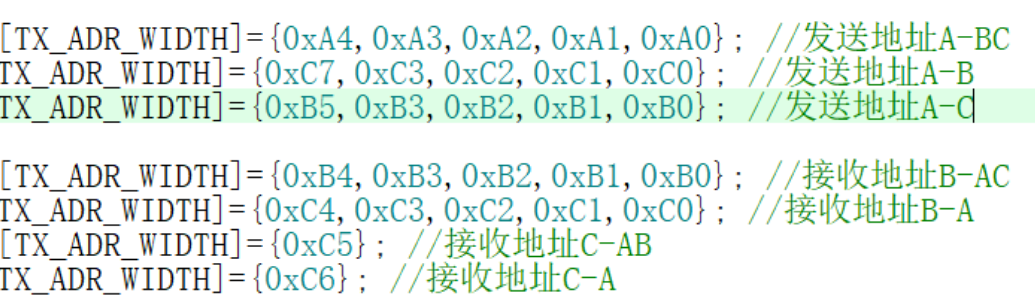 [TX_ADR_WIDTH]={0xA4,0xA3,0xA2,0xA1,0xA0}; //发送地址A-BC
TX_ADR_WIDTH]={0xC7,0xC3,0xC2,0xC1,0xC0}; //发送地址A-B
TX_ADR_WIDTH]={0xB5,0xB3,0xB2,0xB1,0xB0}; //发送地址A-C
[TX_ADR_WIDTH]={0xB4,0xB3,0xB2,0xB1,0xB0}; //接收地址B-AC
TX_ADR_WIDTH]={0xC4,0xC3,0xC2,0xC1,0xC0}; //接收地址B-A
[TX_ADR_WIDTH]={0xC5}; //接收地址C-AB
TX_ADR_WIDTH]={0xC6}; //接收地址C-A